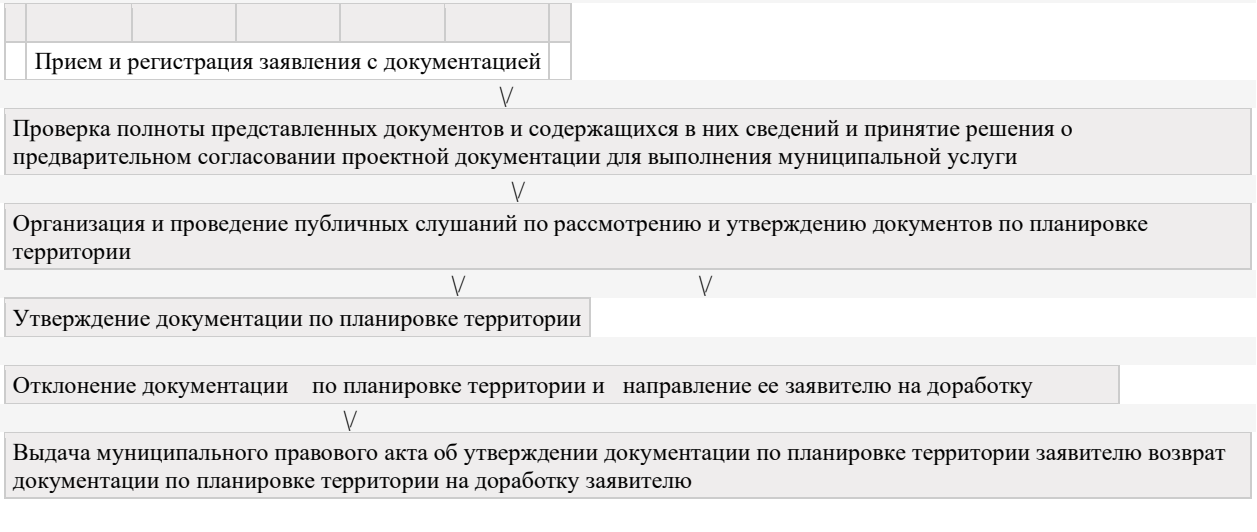 Прием и регистрация заявления с документацией
\/
Проверка полноты представленных документов и содержащихся в них сведений и принятие решения о
предварительном согласовании проектной документации для выполнения муниципальной услуги
\/
Организация и проведение публичных слушаний по рассмотрению и утверждению документов по планировке
территории
\/ \/
Утверждение документации по планировке территории
Отклонение документации по планировке территории и направление ее заявителю на доработку
\/
Выдача муниципального правового акта об утверждении документации по планировке территории заявителю возврат
документации по планировке территории на доработку заявителю